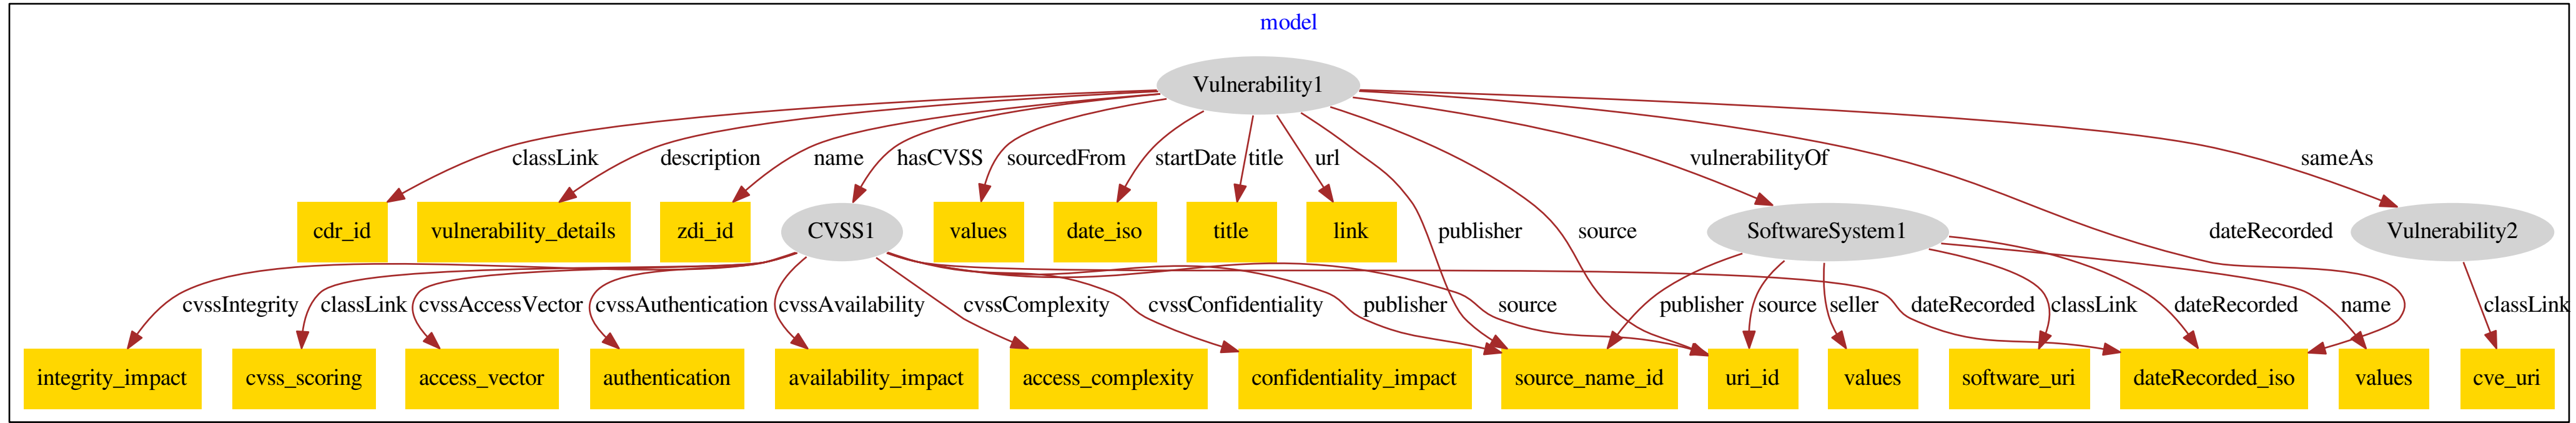 model
Vulnerability1
classLink
description
name
hasCVSS
sourcedFrom
startDate
title
url
vulnerabilityOf
sameAs
publisher
source
dateRecorded
cdr_id
vulnerability_details
zdi_id
CVSS1
values
date_iso
title
link
SoftwareSystem1
Vulnerability2
cvssIntegrity
classLink
cvssAccessVector
cvssAuthentication
cvssAvailability
cvssComplexity
cvssConfidentiality
publisher
source
publisher
source
seller
dateRecorded
classLink
dateRecorded
name
classLink
integrity_impact
cvss_scoring
access_vector
authentication
availability_impact
access_complexity
confidentiality_impact
source_name_id
uri_id
values
software_uri
dateRecorded_iso
values
cve_uri